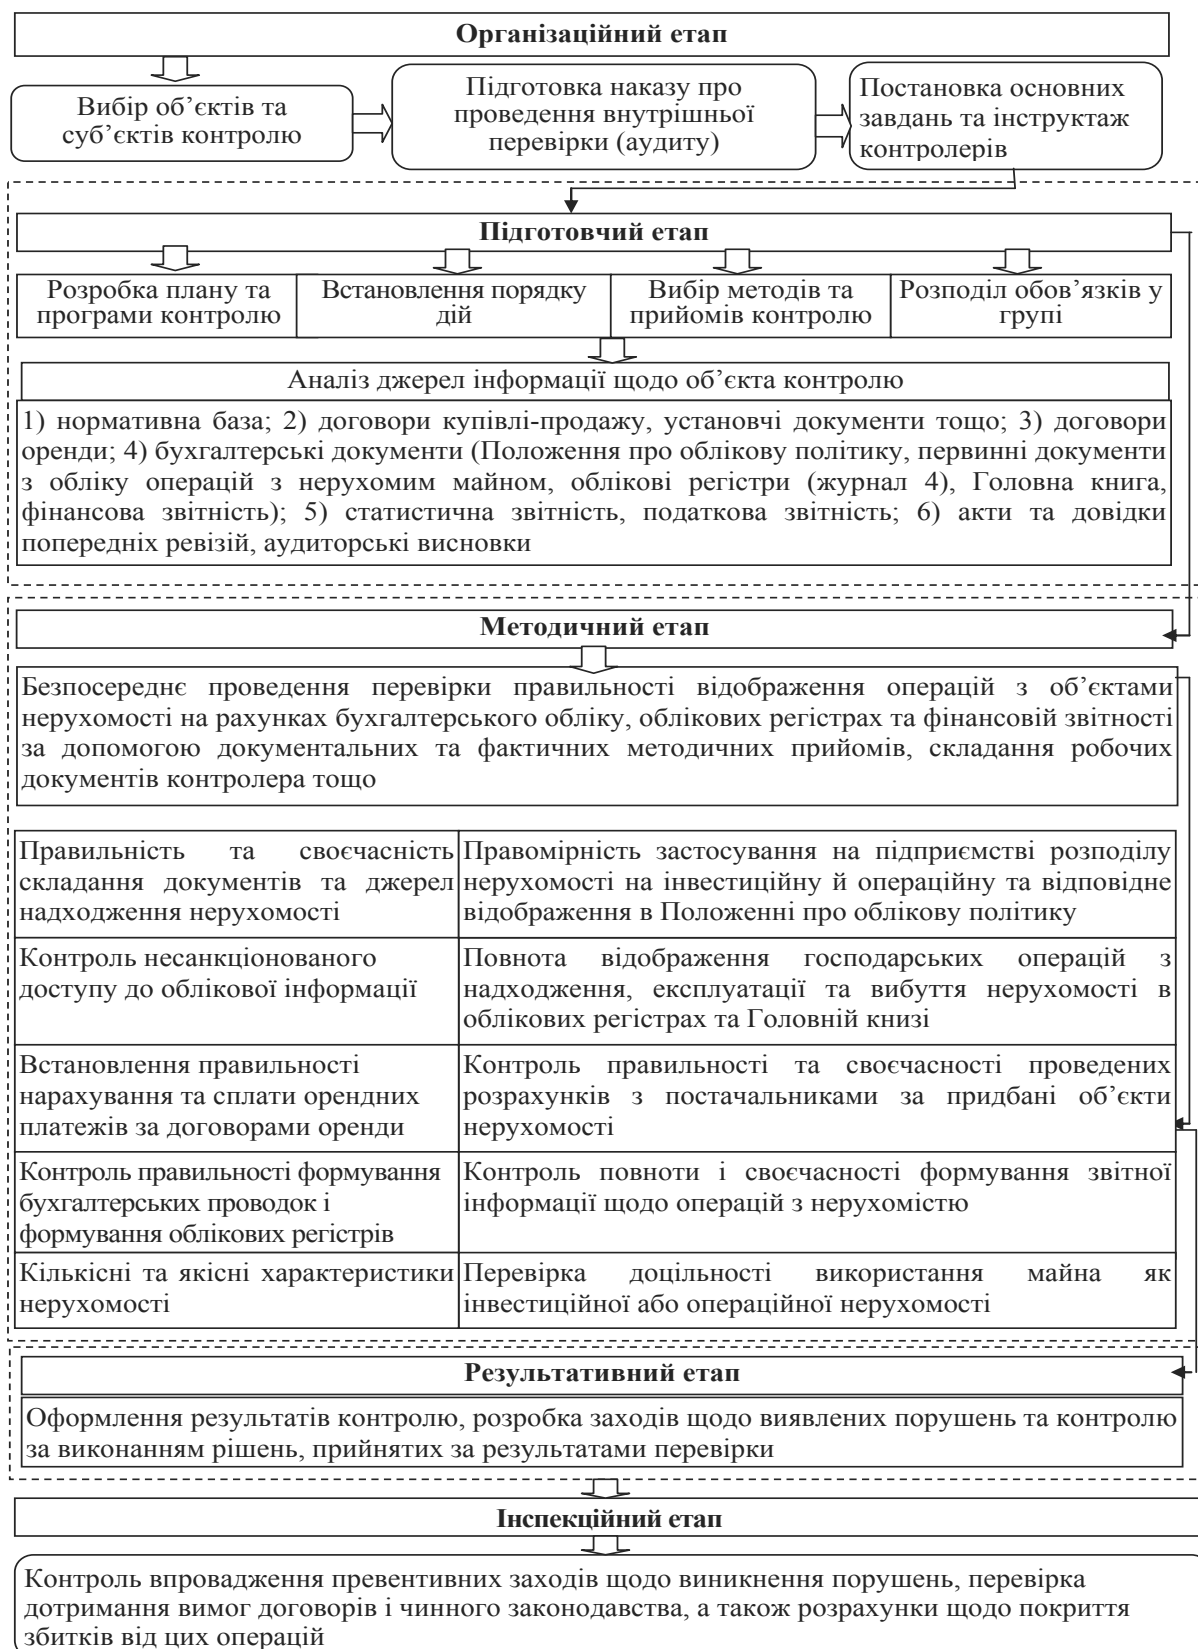 Організаційний етап
Вибір об’єктів та
суб’єктів контролю
Підготовка наказу про
проведення внутрішньої
перевірки (аудиту)
Постановка основних
завдань та інструктаж
контролерів
Підготовчий етап
Розробка плану та
програми контролю
Встановлення порядку
дій
Вибір методів та
прийомів контролю
Розподіл обов’язків у
групі
Аналіз джерел інформації щодо об’єкта контролю
1) нормативна база; 2) договори купівлі-продажу, установчі документи тощо; 3) договори
оренди; 4) бухгалтерські документи (Положення про облікову політику, первинні документи
з обліку операцій з нерухомим майном, облікові регістри (журнал 4), Головна книга,
фінансова звітність); 5) статистична звітність, податкова звітність; 6) акти та довідки
попередніх ревізій, аудиторські висновки
Методичний етап
Безпосереднє проведення перевірки правильності відображення операцій з об’єктами
нерухомості на рахунках бухгалтерського обліку, облікових регістрах та фінансовій звітності
за допомогою документальних та фактичних методичних прийомів, складання робочих
документів контролера тощо
Правильність та своєчасність
складання документів та джерел
надходження нерухомості
Правомірність застосування на підприємстві розподілу
нерухомості на інвестиційну й операційну та відповідне
відображення в Положенні про облікову політику
Контроль несанкціонованого
доступу до облікової інформації
Повнота відображення господарських операцій з
надходження, експлуатації та вибуття нерухомості в
облікових регістрах та Головній книзі
Встановлення правильності
нарахування та сплати орендних
платежів за договорами оренди
Контроль правильності та своєчасності проведених
розрахунків з постачальниками за придбані об’єкти
нерухомості
Контроль правильності формування
бухгалтерських проводок і
формування облікових регістрів
Контроль повноти і своєчасності формування звітної
інформації щодо операцій з нерухомістю
Кількісні та якісні характеристики
нерухомості
Перевірка доцільності використання майна як
інвестиційної або операційної нерухомості
Результативний етап
Оформлення результатів контролю, розробка заходів щодо виявлених порушень та контролю
за виконанням рішень, прийнятих за результатами перевірки
Інспекційний етап
Контроль впровадження превентивних заходів щодо виникнення порушень, перевірка
дотримання вимог договорів і чинного законодавства, а також розрахунки щодо покриття
збитків від цих операцій